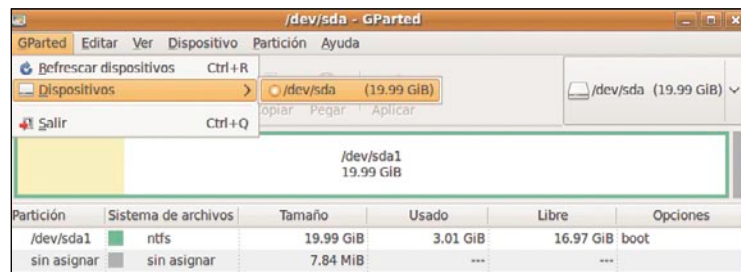 /dev/sda - GParted
GParted Editar Ver Dispositivo Partición Ayuda
Refrescar dispositivos Ctrl+R
Dispositivos /dev/sda (19.99 GiB)
Salir Ctrl+Q
Copiar Pegar Aplicar
/dev/sda (19.99 GiB)
/dev/sda1
19.99 GiB
Partición Sistema de archivos Tamaño Usado Libre Opciones
/dev/sda1 ntfs 19.99 GiB 3.01 GiB 16.97 GiB boot
sin asignar sin asignar 7.84 MiB --- ---